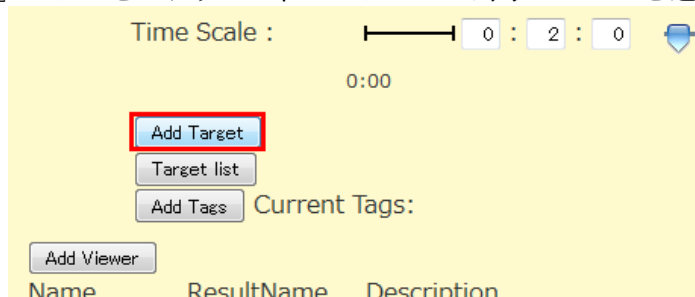 Time Scale : 0 : 2 : 0
0:00
Add Target
Target list
Add Tags Current Tags:
Add Viewer
Name ResultName Description